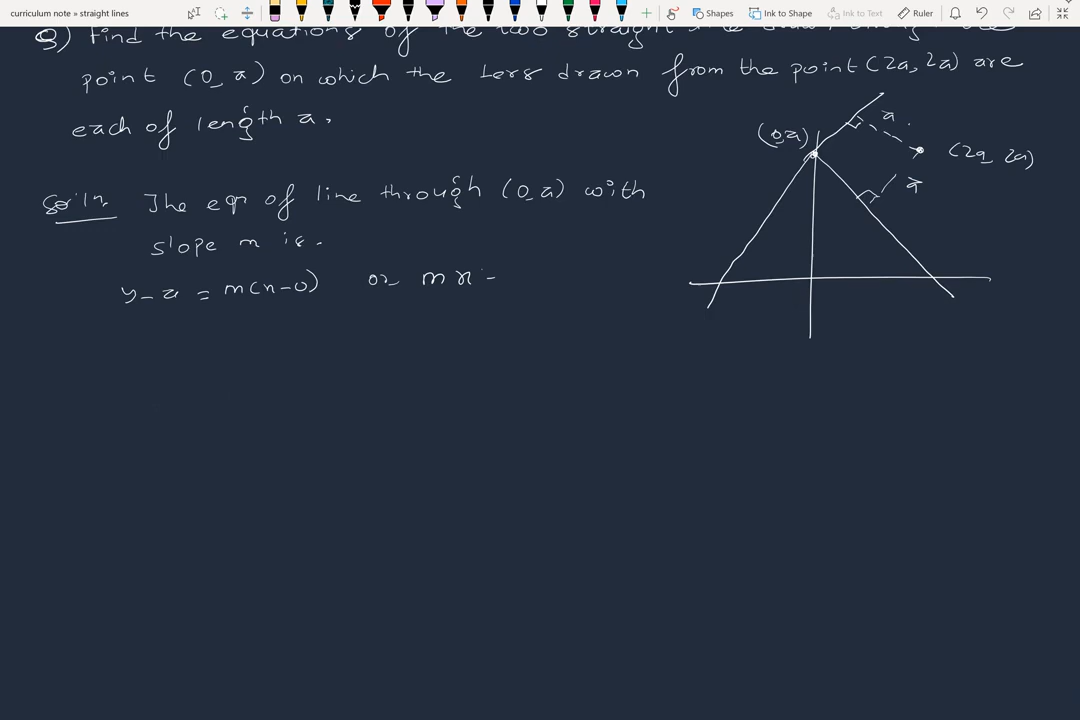 curriculum note » straight lines
Shapes Ink to Shape Ink to Text Ruler
Q) Find the equations of the two straight
point (0, a) on which the ⊥ers drawn from the point (2a, 2a) are
each of length a.
(0,a) a (2a, 2a)
a
Sol'n. The eqn of line through (0, a) with
slope m is.
y - a = m(x-0) or mx -